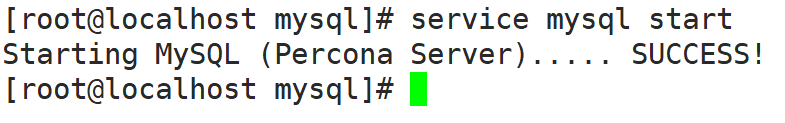 [root@localhost mysql]# service mysql start
Starting MySQL (Percona Server)..... SUCCESS!
[root@localhost mysql]#